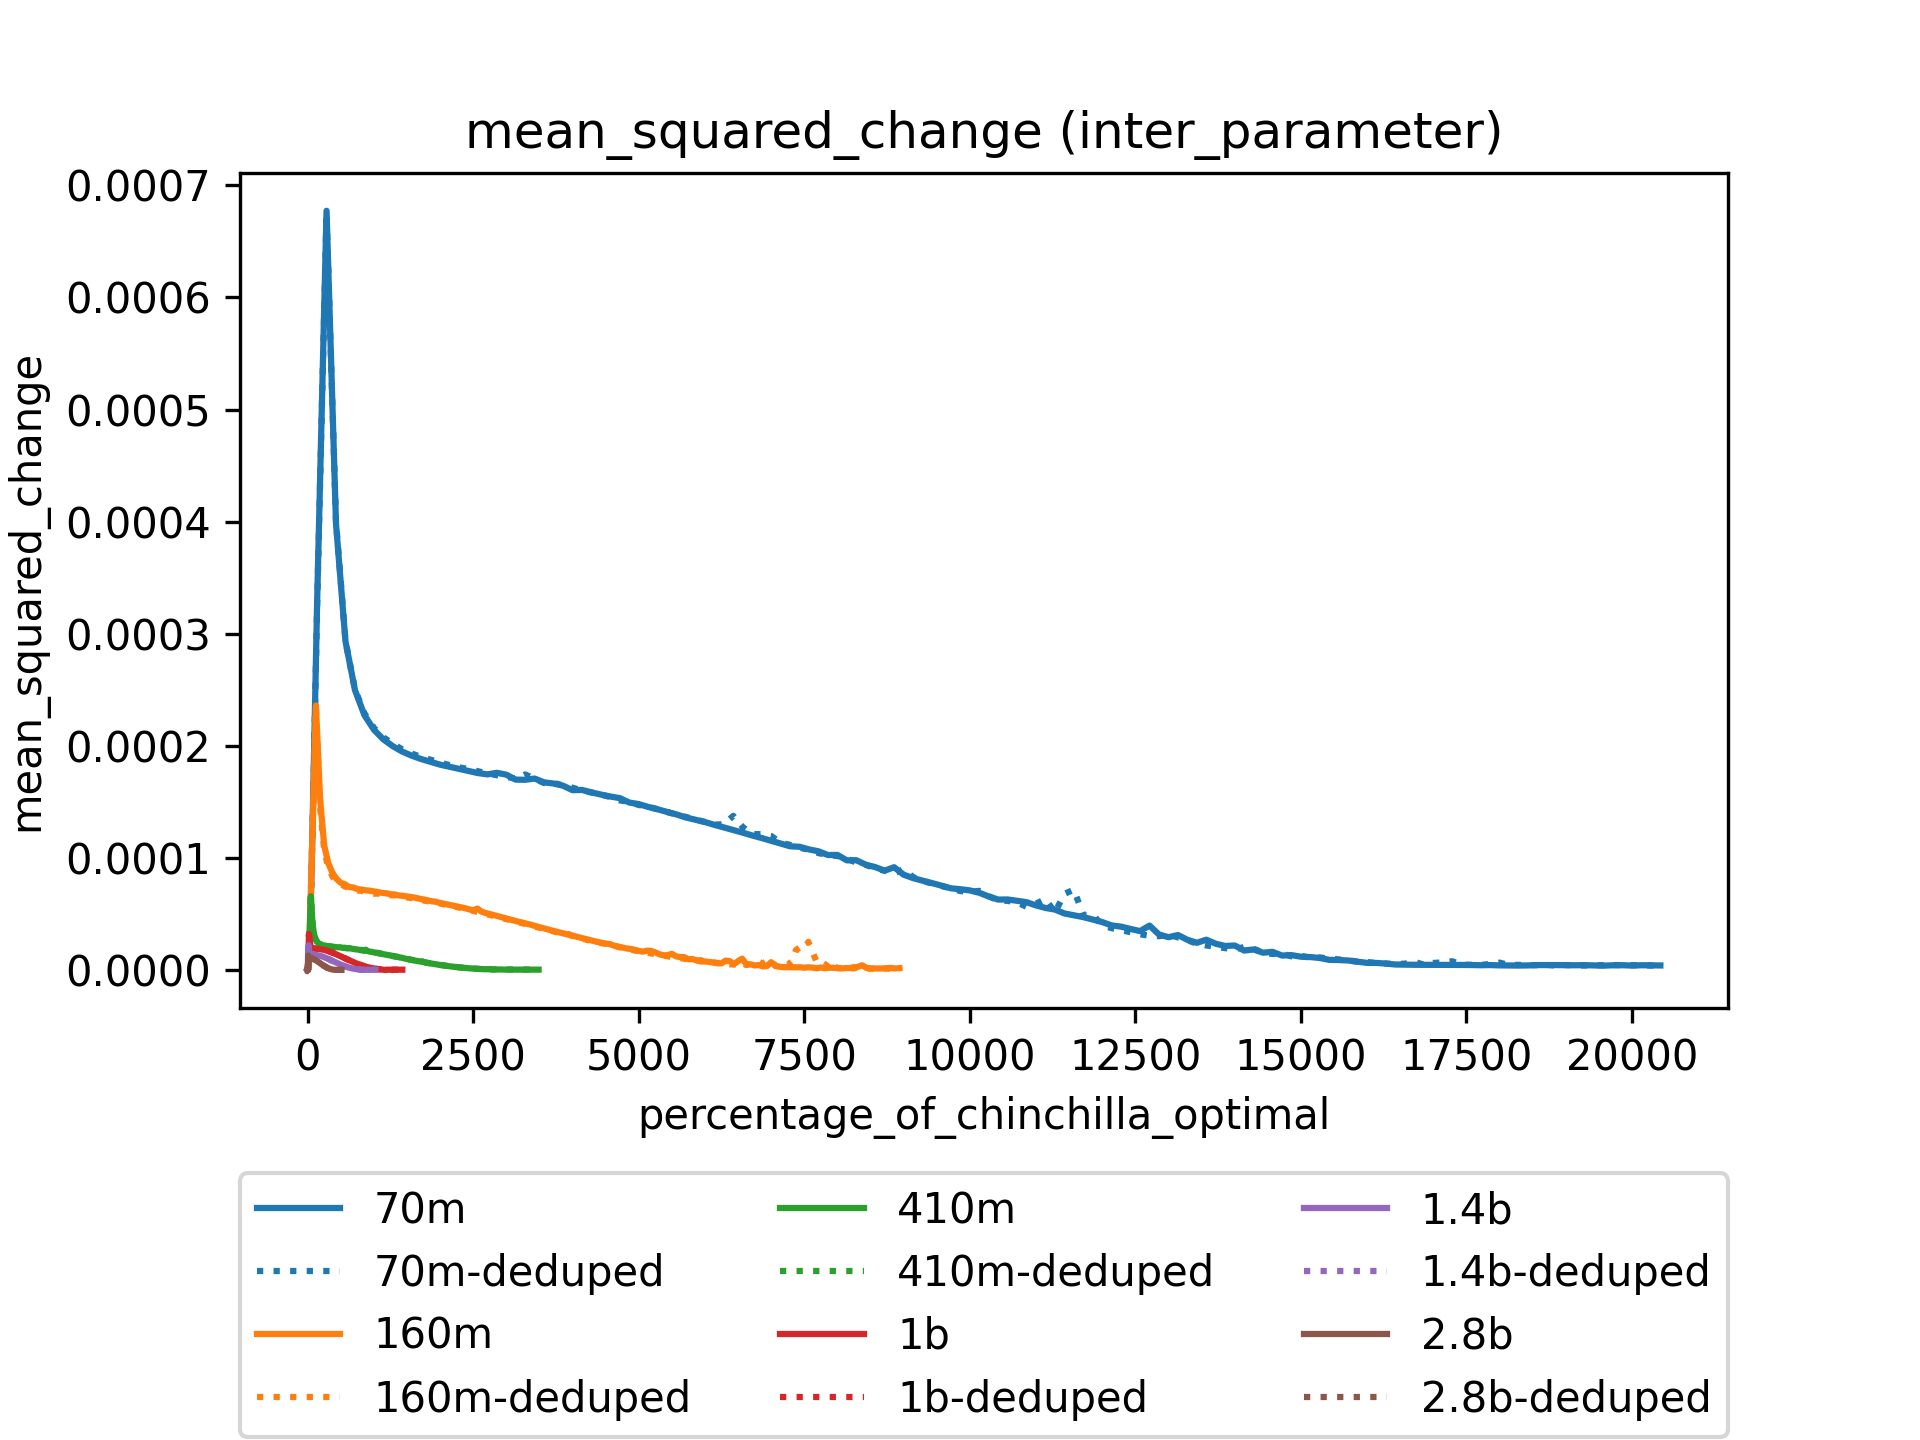 mean_squared_change (inter_parameter)
mean_squared_change
0.0007
0.0006
0.0005
0.0004
0.0003
0.0002
0.0001
0.0000
0 2500 5000 7500 10000 12500 15000 17500 20000
percentage_of_chinchilla_optimal
70m 410m 1.4b
70m-deduped 410m-deduped 1.4b-deduped
160m 1b 2.8b
160m-deduped 1b-deduped 2.8b-deduped